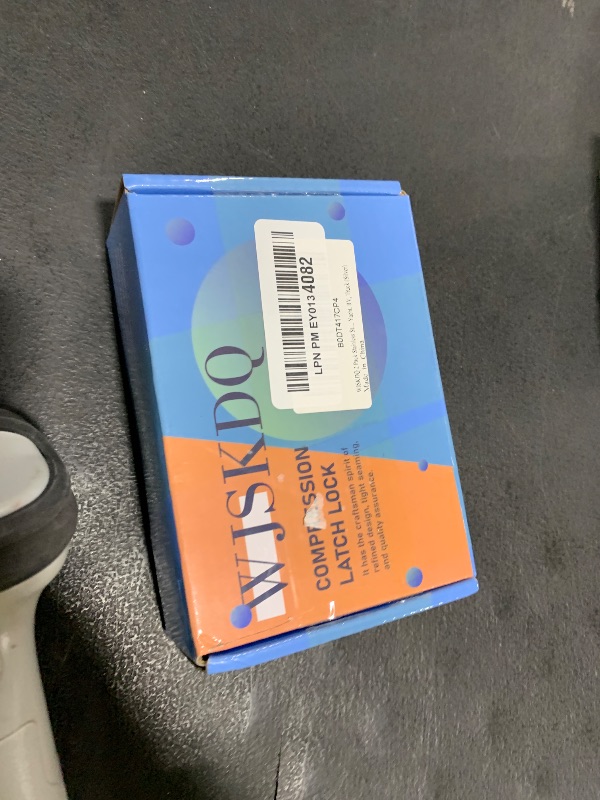 WJSKDQ
COMPRESSION
LATCH LOCK
It has the craftsman spirit of
refined design, tight seaming,
and quality assurance.
LPN PM EY0134082
B0DT417CP4
Made in China